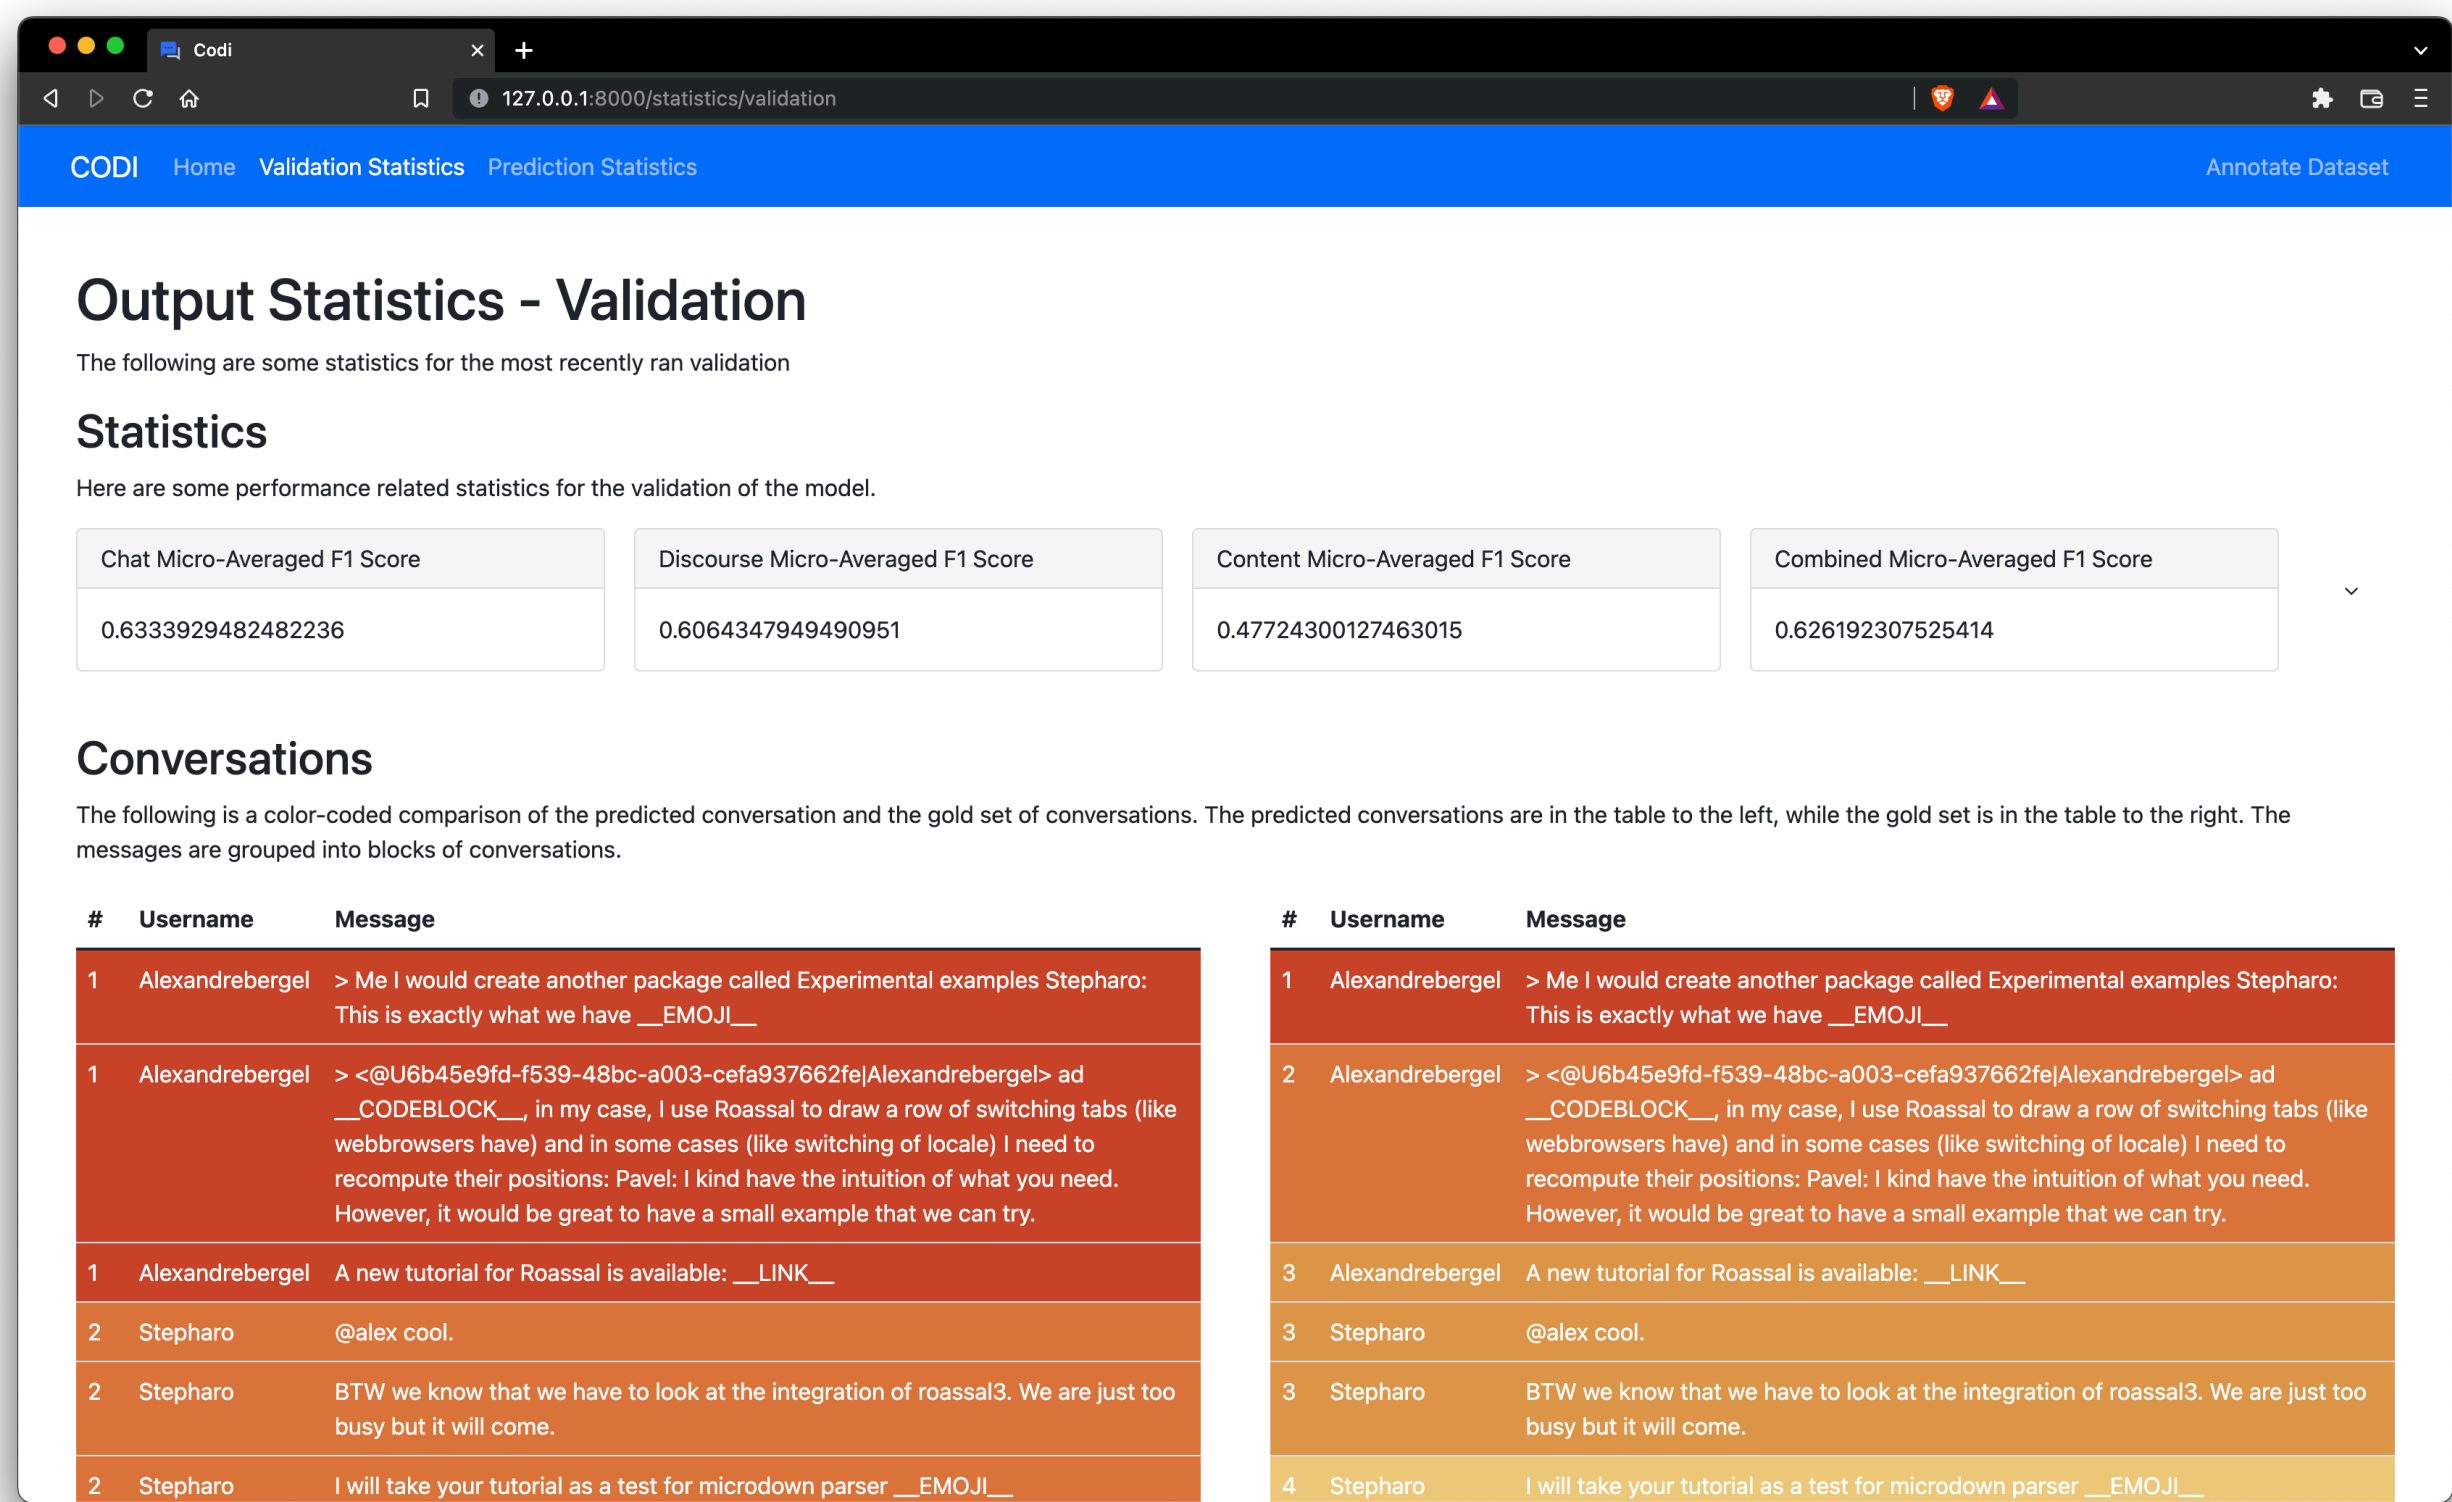 Codi
127.0.0.1:8000/statistics/validation
CODI Home Validation Statistics Prediction Statistics Annotate Dataset
Output Statistics - Validation
The following are some statistics for the most recently ran validation
Statistics
Here are some performance related statistics for the validation of the model.
Chat Micro-Averaged F1 Score
0.6333929482482236
Discourse Micro-Averaged F1 Score
0.6064347949490951
Content Micro-Averaged F1 Score
0.47724300127463015
Combined Micro-Averaged F1 Score
0.626192307525414
Conversations
The following is a color-coded comparison of the predicted conversation and the gold set of conversations. The predicted conversations are in the table to the left, while the gold set is in the table to the right. The
messages are grouped into blocks of conversations.
# Username Message
1 Alexandrebergel > Me I would create another package called Experimental examples Stepharo:
This is exactly what we have __EMOJI__
1 Alexandrebergel > <@U6b45e9fd-f539-48bc-a003-cefa937662fe|Alexandrebergel> ad
__CODEBLOCK__, in my case, I use Roassal to draw a row of switching tabs (like
webbrowsers have) and in some cases (like switching of locale) I need to
recompute their positions: Pavel: I kind have the intuition of what you need.
However, it would be great to have a small example that we can try.
1 Alexandrebergel A new tutorial for Roassal is available: __LINK__
2 Stepharo @alex cool.
2 Stepharo BTW we know that we have to look at the integration of roassal3. We are just too
busy but it will come.
2 Stepharo I will take your tutorial as a test for microdown parser __EMOJI__
# Username Message
1 Alexandrebergel > Me I would create another package called Experimental examples Stepharo:
This is exactly what we have __EMOJI__
2 Alexandrebergel > <@U6b45e9fd-f539-48bc-a003-cefa937662fe|Alexandrebergel> ad
__CODEBLOCK__, in my case, I use Roassal to draw a row of switching tabs (like
webbrowsers have) and in some cases (like switching of locale) I need to
recompute their positions: Pavel: I kind have the intuition of what you need.
However, it would be great to have a small example that we can try.
3 Alexandrebergel A new tutorial for Roassal is available: __LINK__
3 Stepharo @alex cool.
3 Stepharo BTW we know that we have to look at the integration of roassal3. We are just too
busy but it will come.
4 Stepharo I will take your tutorial as a test for microdown parser __EMOJI__